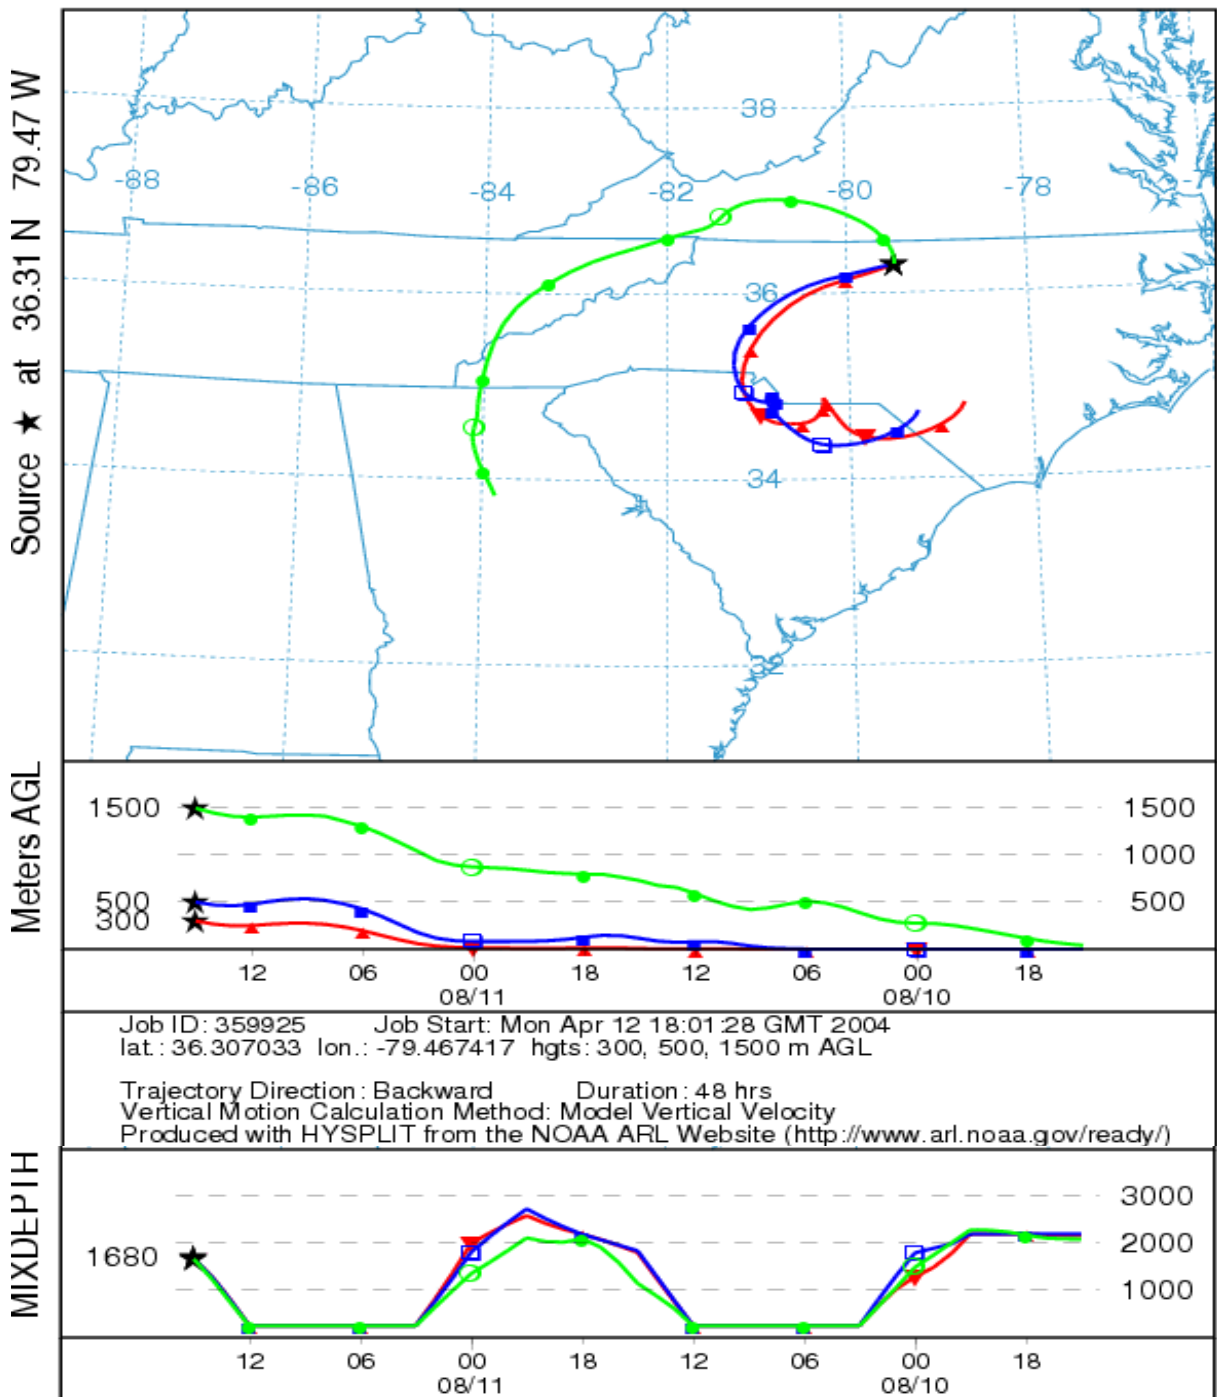 Source ★ at 36.31 N 79.47 W
38
-88 -86 -84 -82 -80 -78
36
34
32
Meters AGL
1500 1500
1000
500 500
300
12 06 00 18 12 06 00 18
08/11 08/10
Job ID: 359925 Job Start: Mon Apr 12 18:01:28 GMT 2004
lat.: 36.307033 lon.: -79.467417 hgts: 300, 500, 1500 m AGL
Trajectory Direction: Backward Duration: 48 hrs
Vertical Motion Calculation Method: Model Vertical Velocity
Produced with HYSPLIT from the NOAA ARL Website (http://www.arl.noaa.gov/ready/)
MIXDEPTH
3000
2000
1680
1000
12 06 00 18 12 06 00 18
08/11 08/10